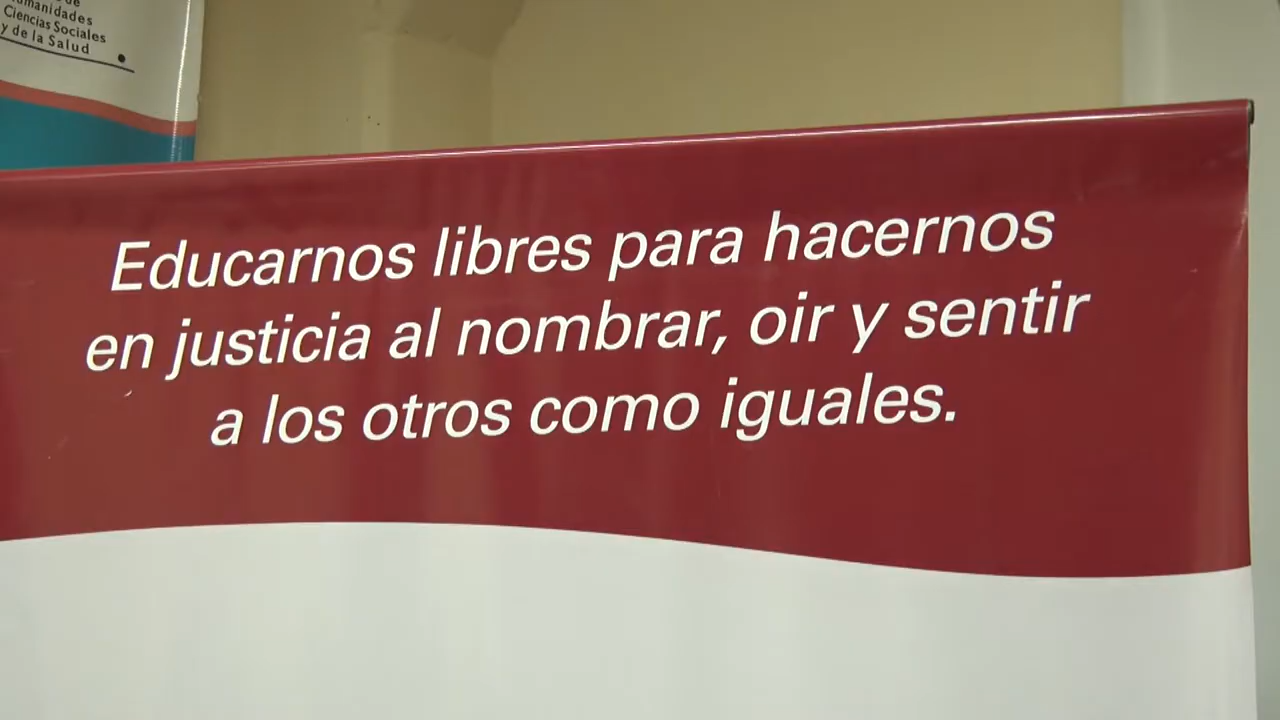 Ciencias Sociales
y de la Salud
Educarnos libres para hacernos
en justicia al nombrar, oir y sentir
a los otros como iguales.